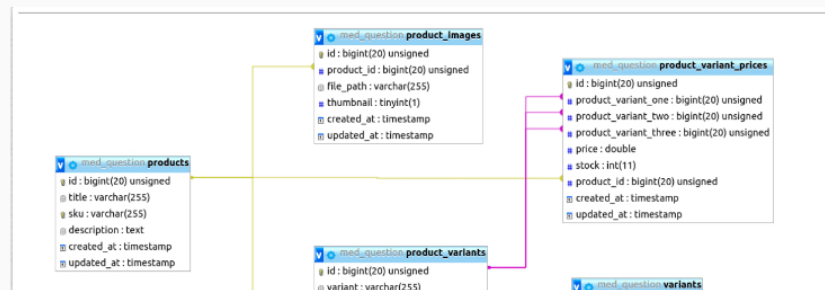 med_question product_images
id : bigint(20) unsigned
product_id : bigint(20) unsigned
file_path : varchar(255)
thumbnail : tinyint(1)
created_at : timestamp
updated_at : timestamp
med_question product_variant_prices
id : bigint(20) unsigned
product_variant_one : bigint(20) unsigned
product_variant_two : bigint(20) unsigned
product_variant_three : bigint(20) unsigned
price : double
stock : int(11)
product_id : bigint(20) unsigned
created_at : timestamp
updated_at : timestamp
med_question products
id : bigint(20) unsigned
title : varchar(255)
sku : varchar(255)
description : text
created_at : timestamp
updated_at : timestamp
med_question product_variants
id : bigint(20) unsigned
variant : varchar(255)
med_question variants